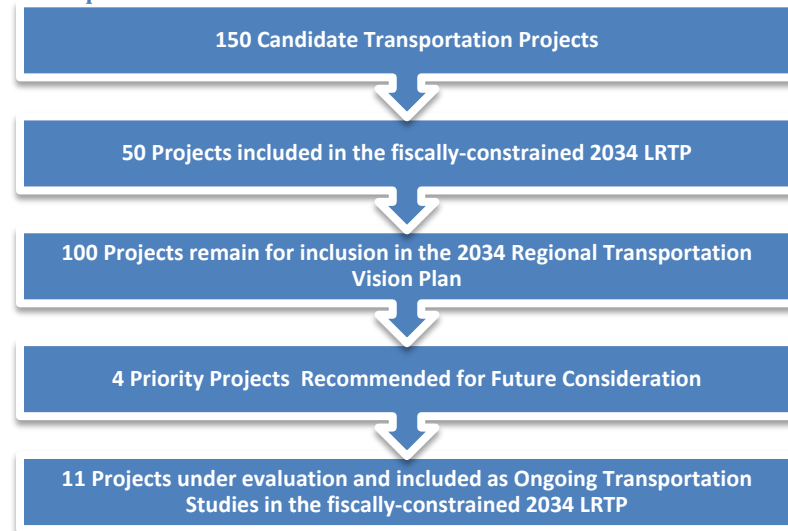 150 Candidate Transportation Projects
50 Projects included in the fiscally-constrained 2034 LRTP
100 Projects remain for inclusion in the 2034 Regional Transportation
Vision Plan
4 Priority Projects Recommended for Future Consideration
11 Projects under evaluation and included as Ongoing Transportation
Studies in the fiscally-constrained 2034 LRTP